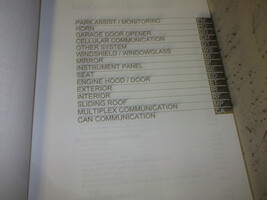 PARK ASSIST / MONITORING
HORN
GARAGE DOOR OPENER
CELLULAR COMMUNICATION
OTHER SYSTEM
WINDSHIELD / WINDOWGLASS
MIRROR
INSTRUMENT PANEL
SEAT
ENGINE HOOD / DOOR
EXTERIOR
INTERIOR
SLIDING ROOF
MULTIPLEX COMMUNICATION
CAN COMMUNICATION